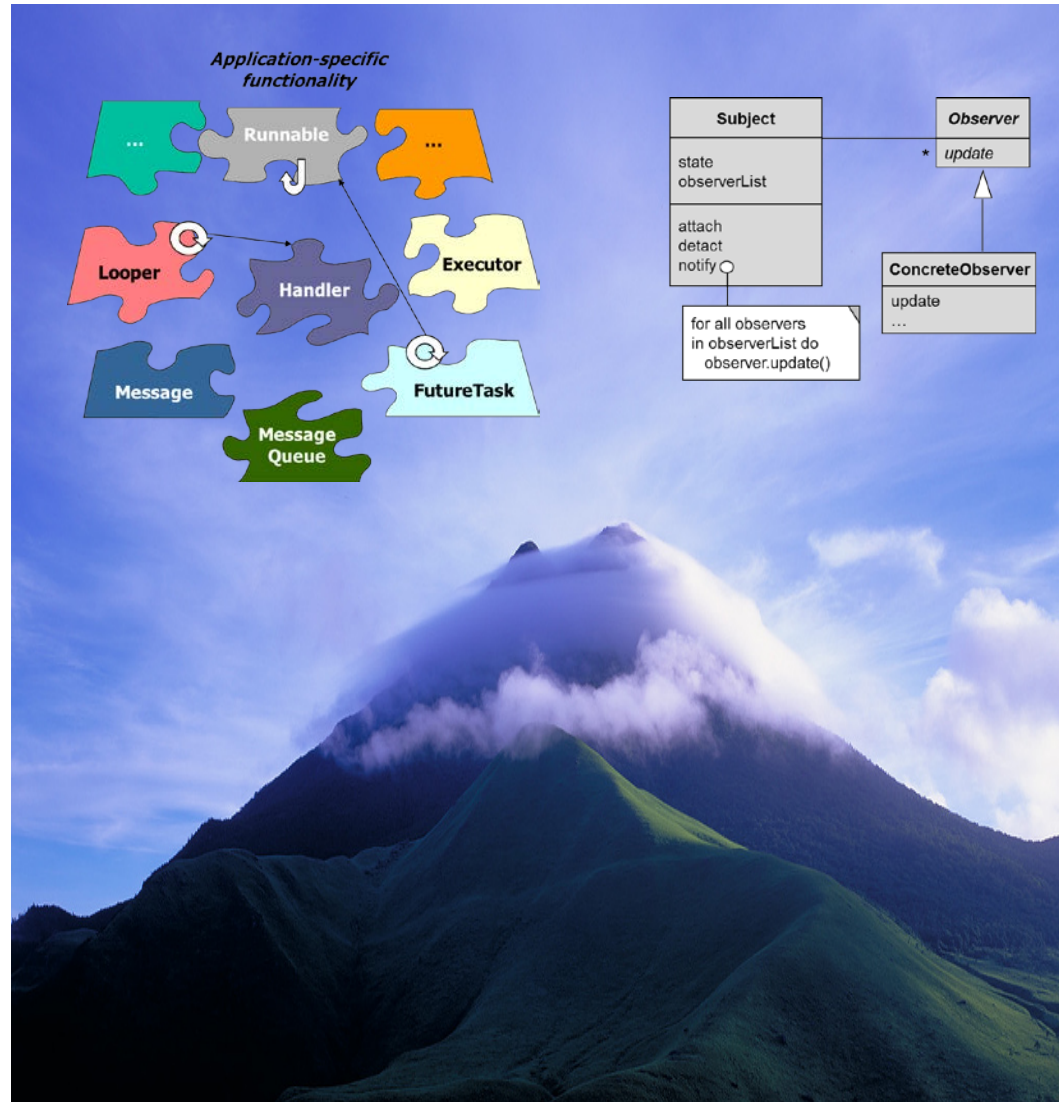 Application-specific
functionality
...
Runnable
...
Looper
Handler
Executor
Message
FutureTask
Message
Queue
Subject
state
observerList
attach
detact
notify
for all observers
in observerList do
observer.update()
*
Observer
update
ConcreteObserver
update
...